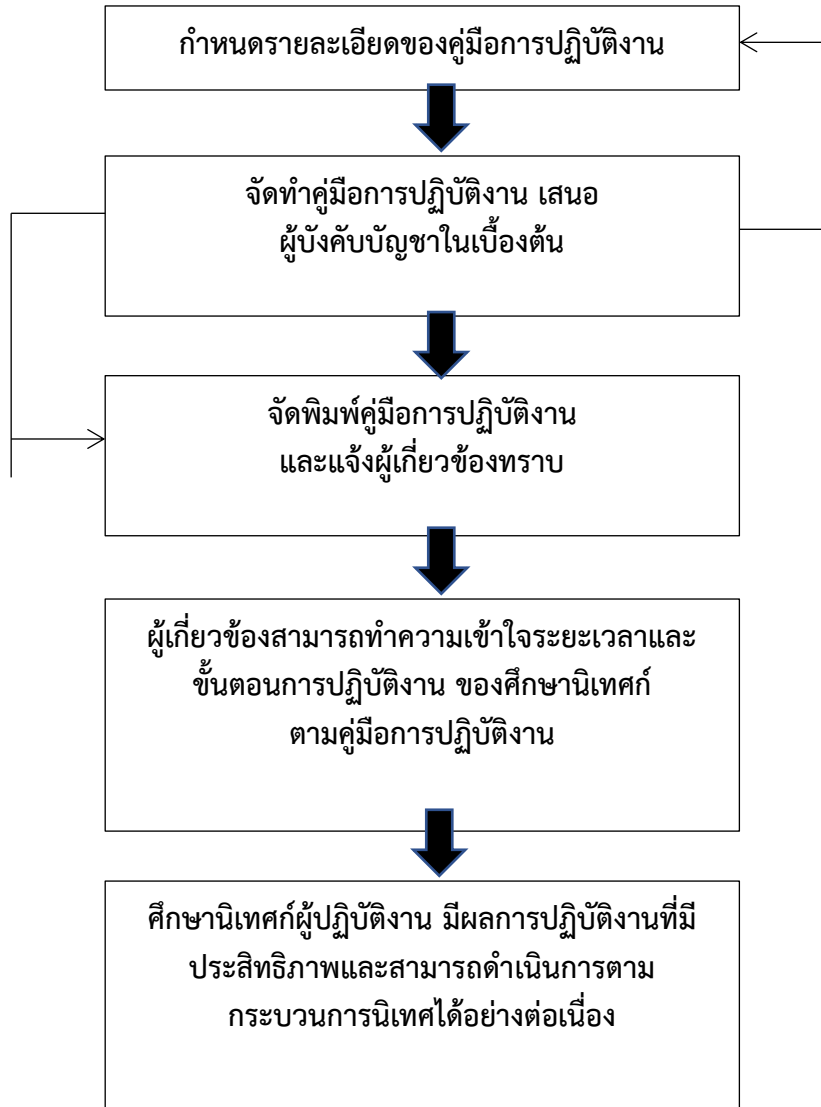 กำหนดรายละเอียดของคู่มือการปฏิบัติงาน
จัดทำคู่มือการปฏิบัติงาน เสนอ
ผู้บังคับบัญชาในเบื้องต้น
จัดพิมพ์คู่มือการปฏิบัติงาน
และแจ้งผู้เกี่ยวข้องทราบ
ผู้เกี่ยวข้องสามารถทำความเข้าใจระยะเวลาและ
ขั้นตอนการปฏิบัติงาน ของศึกษานิเทศก์
ตามคู่มือการปฏิบัติงาน
ศึกษานิเทศก์ผู้ปฏิบัติงาน มีผลการปฏิบัติงานที่มี
ประสิทธิภาพและสามารถดำเนินการตาม
กระบวนการนิเทศได้อย่างต่อเนื่อง